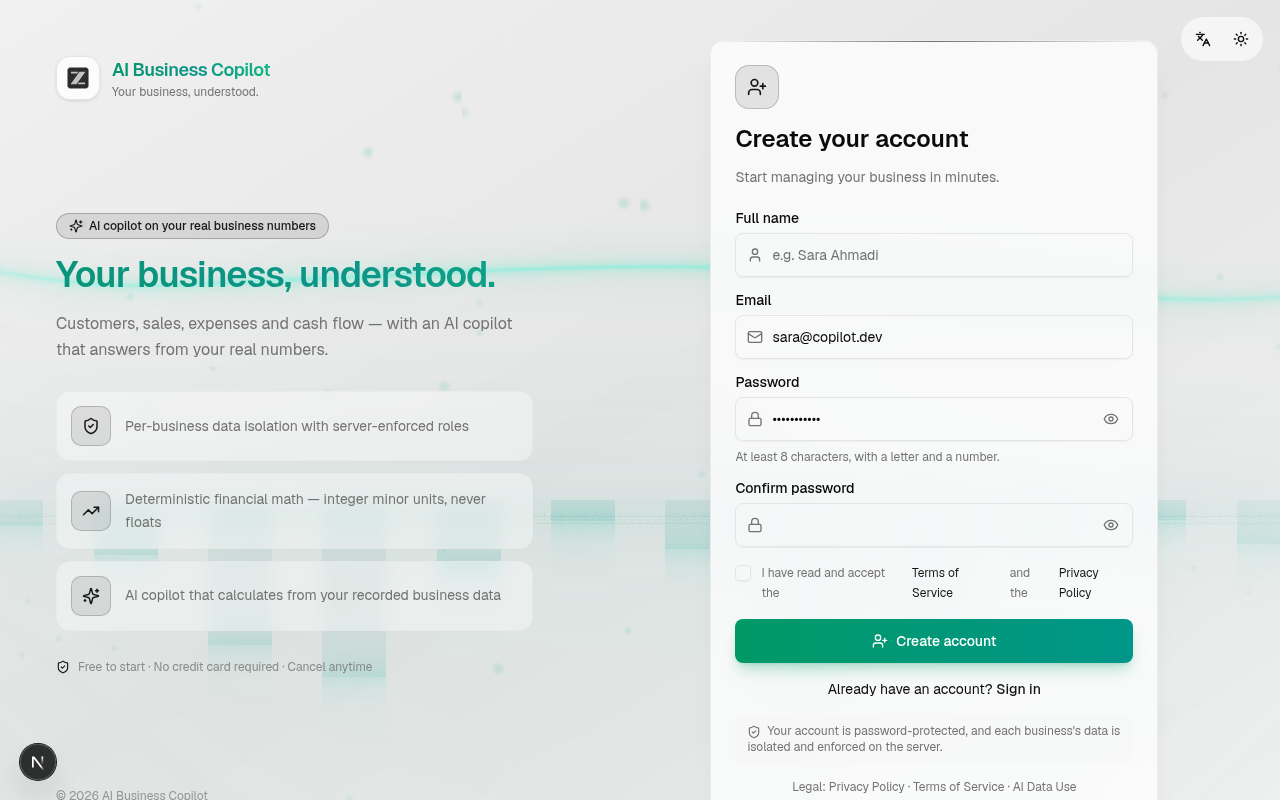 AI Business Copilot
Your business, understood.
AI copilot on your real business numbers
Your business, understood.
Customers, sales, expenses and cash flow — with an AI copilot
that answers from your real numbers.
Per-business data isolation with server-enforced roles
Deterministic financial math — integer minor units, never
floats
AI copilot that calculates from your recorded business data
Free to start · No credit card required · Cancel anytime
© 2026 AI Business Copilot
Create your account
Start managing your business in minutes.
Full name
e.g. Sara Ahmadi
Email
sara@copilot.dev
Password
•••••••••••
At least 8 characters, with a letter and a number.
Confirm password
I have read and accept the Terms of Service and the Privacy Policy
Create account
Already have an account? Sign in
Your account is password-protected, and each business's data is
isolated and enforced on the server.
Legal: Privacy Policy · Terms of Service · AI Data Use